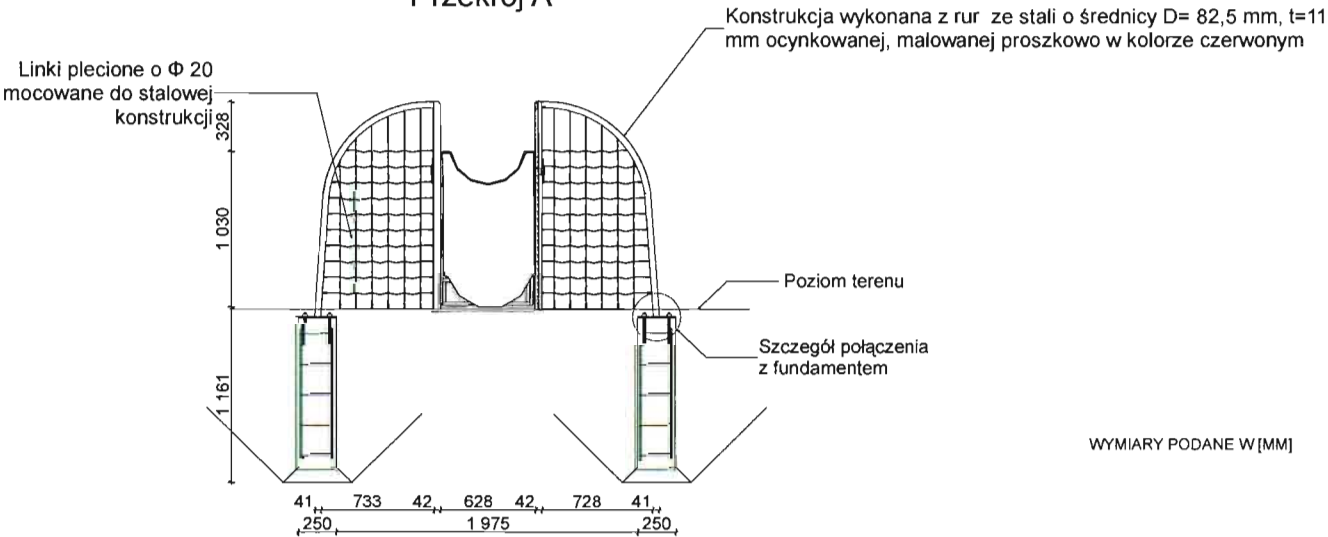 Przekrój A
Konstrukcja wykonana z rur ze stali o średnicy D= 82,5 mm, t=11
mm ocynkowanej, malowanej proszkowo w kolorze czerwonym
Linki plecione o Φ 20
mocowane do stalowej
konstrukcji
328
1 030
Poziom terenu
Szczegół połączenia
z fundamentem
1 161
WYMIARY PODANE W [MM]
41 733 42 628 42 728 41
250 1 975 250